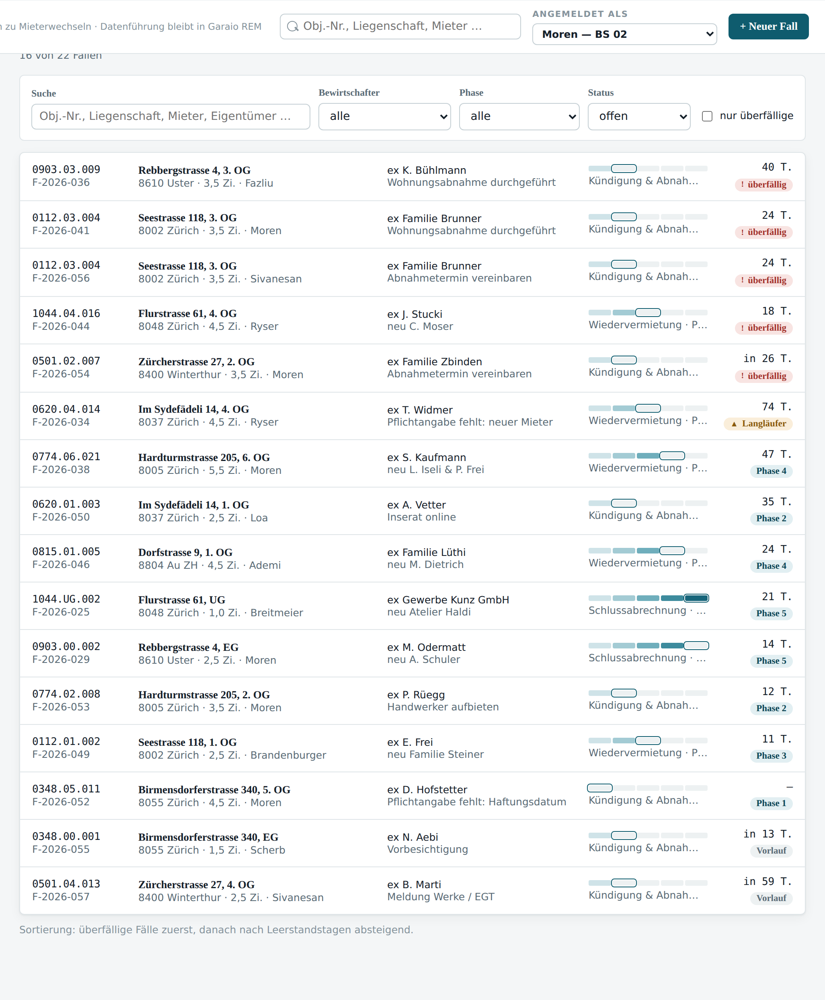 zu Mieterwechseln · Datenführung bleibt in Garaio REM
Obj.-Nr., Liegenschaft, Mieter …
ANGEMELDET ALS
Moren — BS 02
+ Neuer Fall
16 von 22 Fällen
Suche
Obj.-Nr., Liegenschaft, Mieter, Eigentümer …
Bewirtschafter
alle
Phase
alle
Status
offen
nur überfällige
0903.03.009
F-2026-036
Rebbergstrasse 4, 3. OG
8610 Uster · 3,5 Zi. · Fazliu
ex K. Bühlmann
Wohnungsabnahme durchgeführt
Kündigung & Abnah…
40 T.
! überfällig
0112.03.004
F-2026-041
Seestrasse 118, 3. OG
8002 Zürich · 3,5 Zi. · Moren
ex Familie Brunner
Wohnungsabnahme durchgeführt
Kündigung & Abnah…
24 T.
! überfällig
0112.03.004
F-2026-056
Seestrasse 118, 3. OG
8002 Zürich · 3,5 Zi. · Sivanesan
ex Familie Brunner
Abnahmetermin vereinbaren
Kündigung & Abnah…
24 T.
! überfällig
1044.04.016
F-2026-044
Flurstrasse 61, 4. OG
8048 Zürich · 4,5 Zi. · Ryser
ex J. Stucki
neu C. Moser
Wiedervermietung · P…
18 T.
! überfällig
0501.02.007
F-2026-054
Zürcherstrasse 27, 2. OG
8400 Winterthur · 3,5 Zi. · Moren
ex Familie Zbinden
Abnahmetermin vereinbaren
Kündigung & Abnah…
in 26 T.
! überfällig
0620.04.014
F-2026-034
Im Sydefädeli 14, 4. OG
8037 Zürich · 4,5 Zi. · Ryser
ex T. Widmer
Pflichtangabe fehlt: neuer Mieter
Wiedervermietung · P…
74 T.
▲ Langläufer
0774.06.021
F-2026-038
Hardturmstrasse 205, 6. OG
8005 Zürich · 5,5 Zi. · Moren
ex S. Kaufmann
neu L. Iseli & P. Frei
Wiedervermietung · P…
47 T.
Phase 4
0620.01.003
F-2026-050
Im Sydefädeli 14, 1. OG
8037 Zürich · 2,5 Zi. · Loa
ex A. Vetter
Inserat online
Kündigung & Abnah…
35 T.
Phase 2
0815.01.005
F-2026-046
Dorfstrasse 9, 1. OG
8804 Au ZH · 4,5 Zi. · Ademi
ex Familie Lüthi
neu M. Dietrich
Wiedervermietung · P…
24 T.
Phase 4
1044.UG.002
F-2026-025
Flurstrasse 61, UG
8048 Zürich · 1,0 Zi. · Breitmeier
ex Gewerbe Kunz GmbH
neu Atelier Haldi
Schlussabrechnung · …
21 T.
Phase 5
0903.00.002
F-2026-029
Rebbergstrasse 4, EG
8610 Uster · 2,5 Zi. · Moren
ex M. Odermatt
neu A. Schuler
Schlussabrechnung · …
14 T.
Phase 5
0774.02.008
F-2026-053
Hardturmstrasse 205, 2. OG
8005 Zürich · 3,5 Zi. · Moren
ex P. Rüegg
Handwerker aufbieten
Kündigung & Abnah…
12 T.
Phase 2
0112.01.002
F-2026-049
Seestrasse 118, 1. OG
8002 Zürich · 2,5 Zi. · Brandenburger
ex E. Frei
neu Familie Steiner
Wiedervermietung · P…
11 T.
Phase 3
0348.05.011
F-2026-052
Birmensdorferstrasse 340, 5. OG
8055 Zürich · 4,5 Zi. · Moren
ex D. Hofstetter
Pflichtangabe fehlt: Haftungsdatum
Kündigung & Abnah…
–
Phase 1
0348.00.001
F-2026-055
Birmensdorferstrasse 340, EG
8055 Zürich · 1,5 Zi. · Scherb
ex N. Aebi
Vorbesichtigung
Kündigung & Abnah…
in 13 T.
Vorlauf
0501.04.013
F-2026-057
Zürcherstrasse 27, 4. OG
8400 Winterthur · 2,5 Zi. · Sivanesan
ex B. Marti
Meldung Werke / EGT
Kündigung & Abnah…
in 59 T.
Vorlauf
Sortierung: überfällige Fälle zuerst, danach nach Leerstandstagen absteigend.